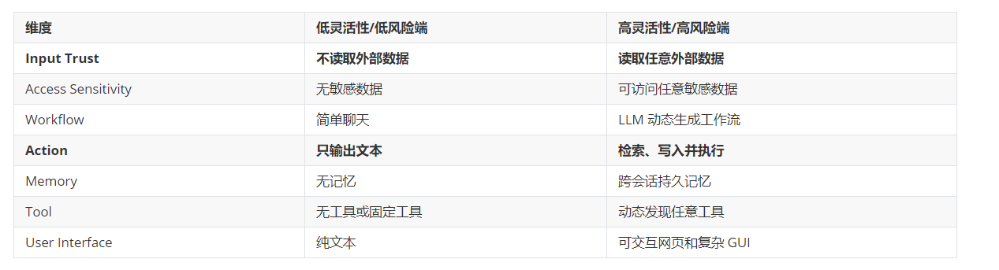 维度 低灵活性/低风险端 高灵活性/高风险端
Input Trust 不读取外部数据 读取任意外部数据
Access Sensitivity 无敏感数据 可访问任意敏感数据
Workflow 简单聊天 LLM 动态生成工作流
Action 只输出文本 检索、写入并执行
Memory 无记忆 跨会话持久记忆
Tool 无工具或固定工具 动态发现任意工具
User Interface 纯文本 可交互网页和复杂 GUI